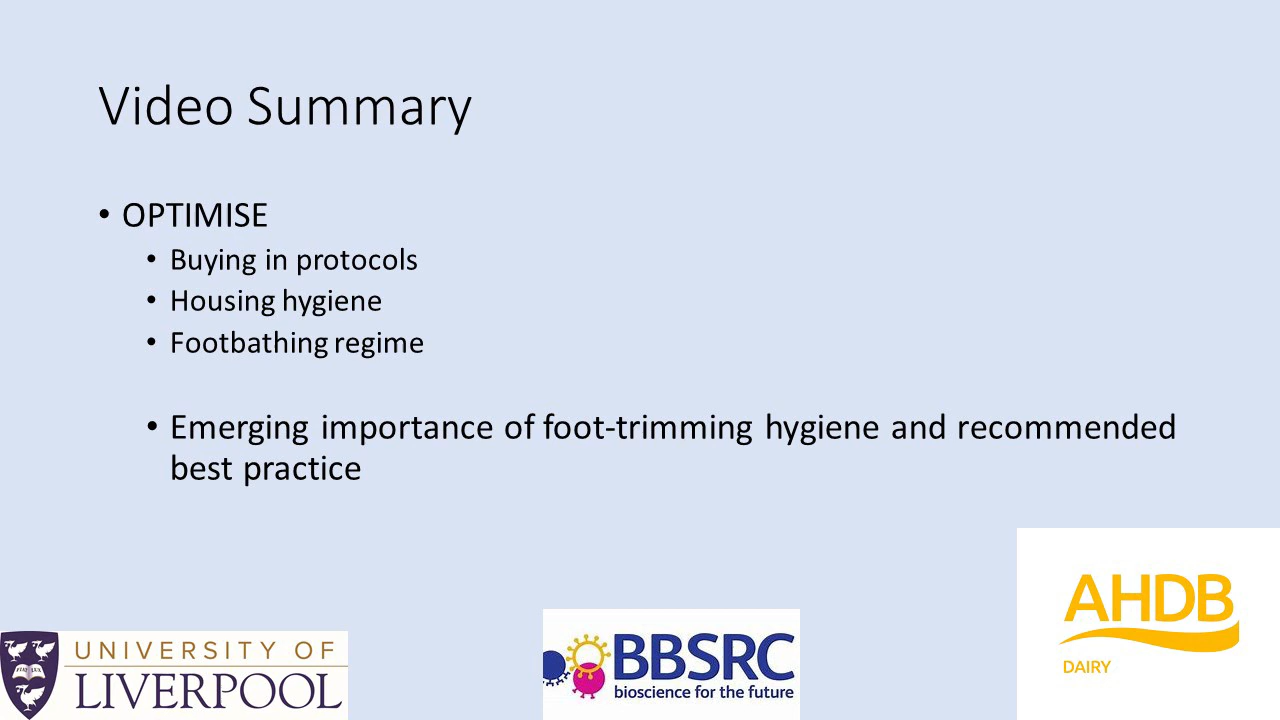 Video Summary
• OPTIMISE
• Buying in protocols
• Housing hygiene
• Footbathing regime
• Emerging importance of foot-trimming hygiene and recommended
best practice
UNIVERSITY OF
LIVERPOOL
BBSRC
bioscience for the future
AHDB
DAIRY